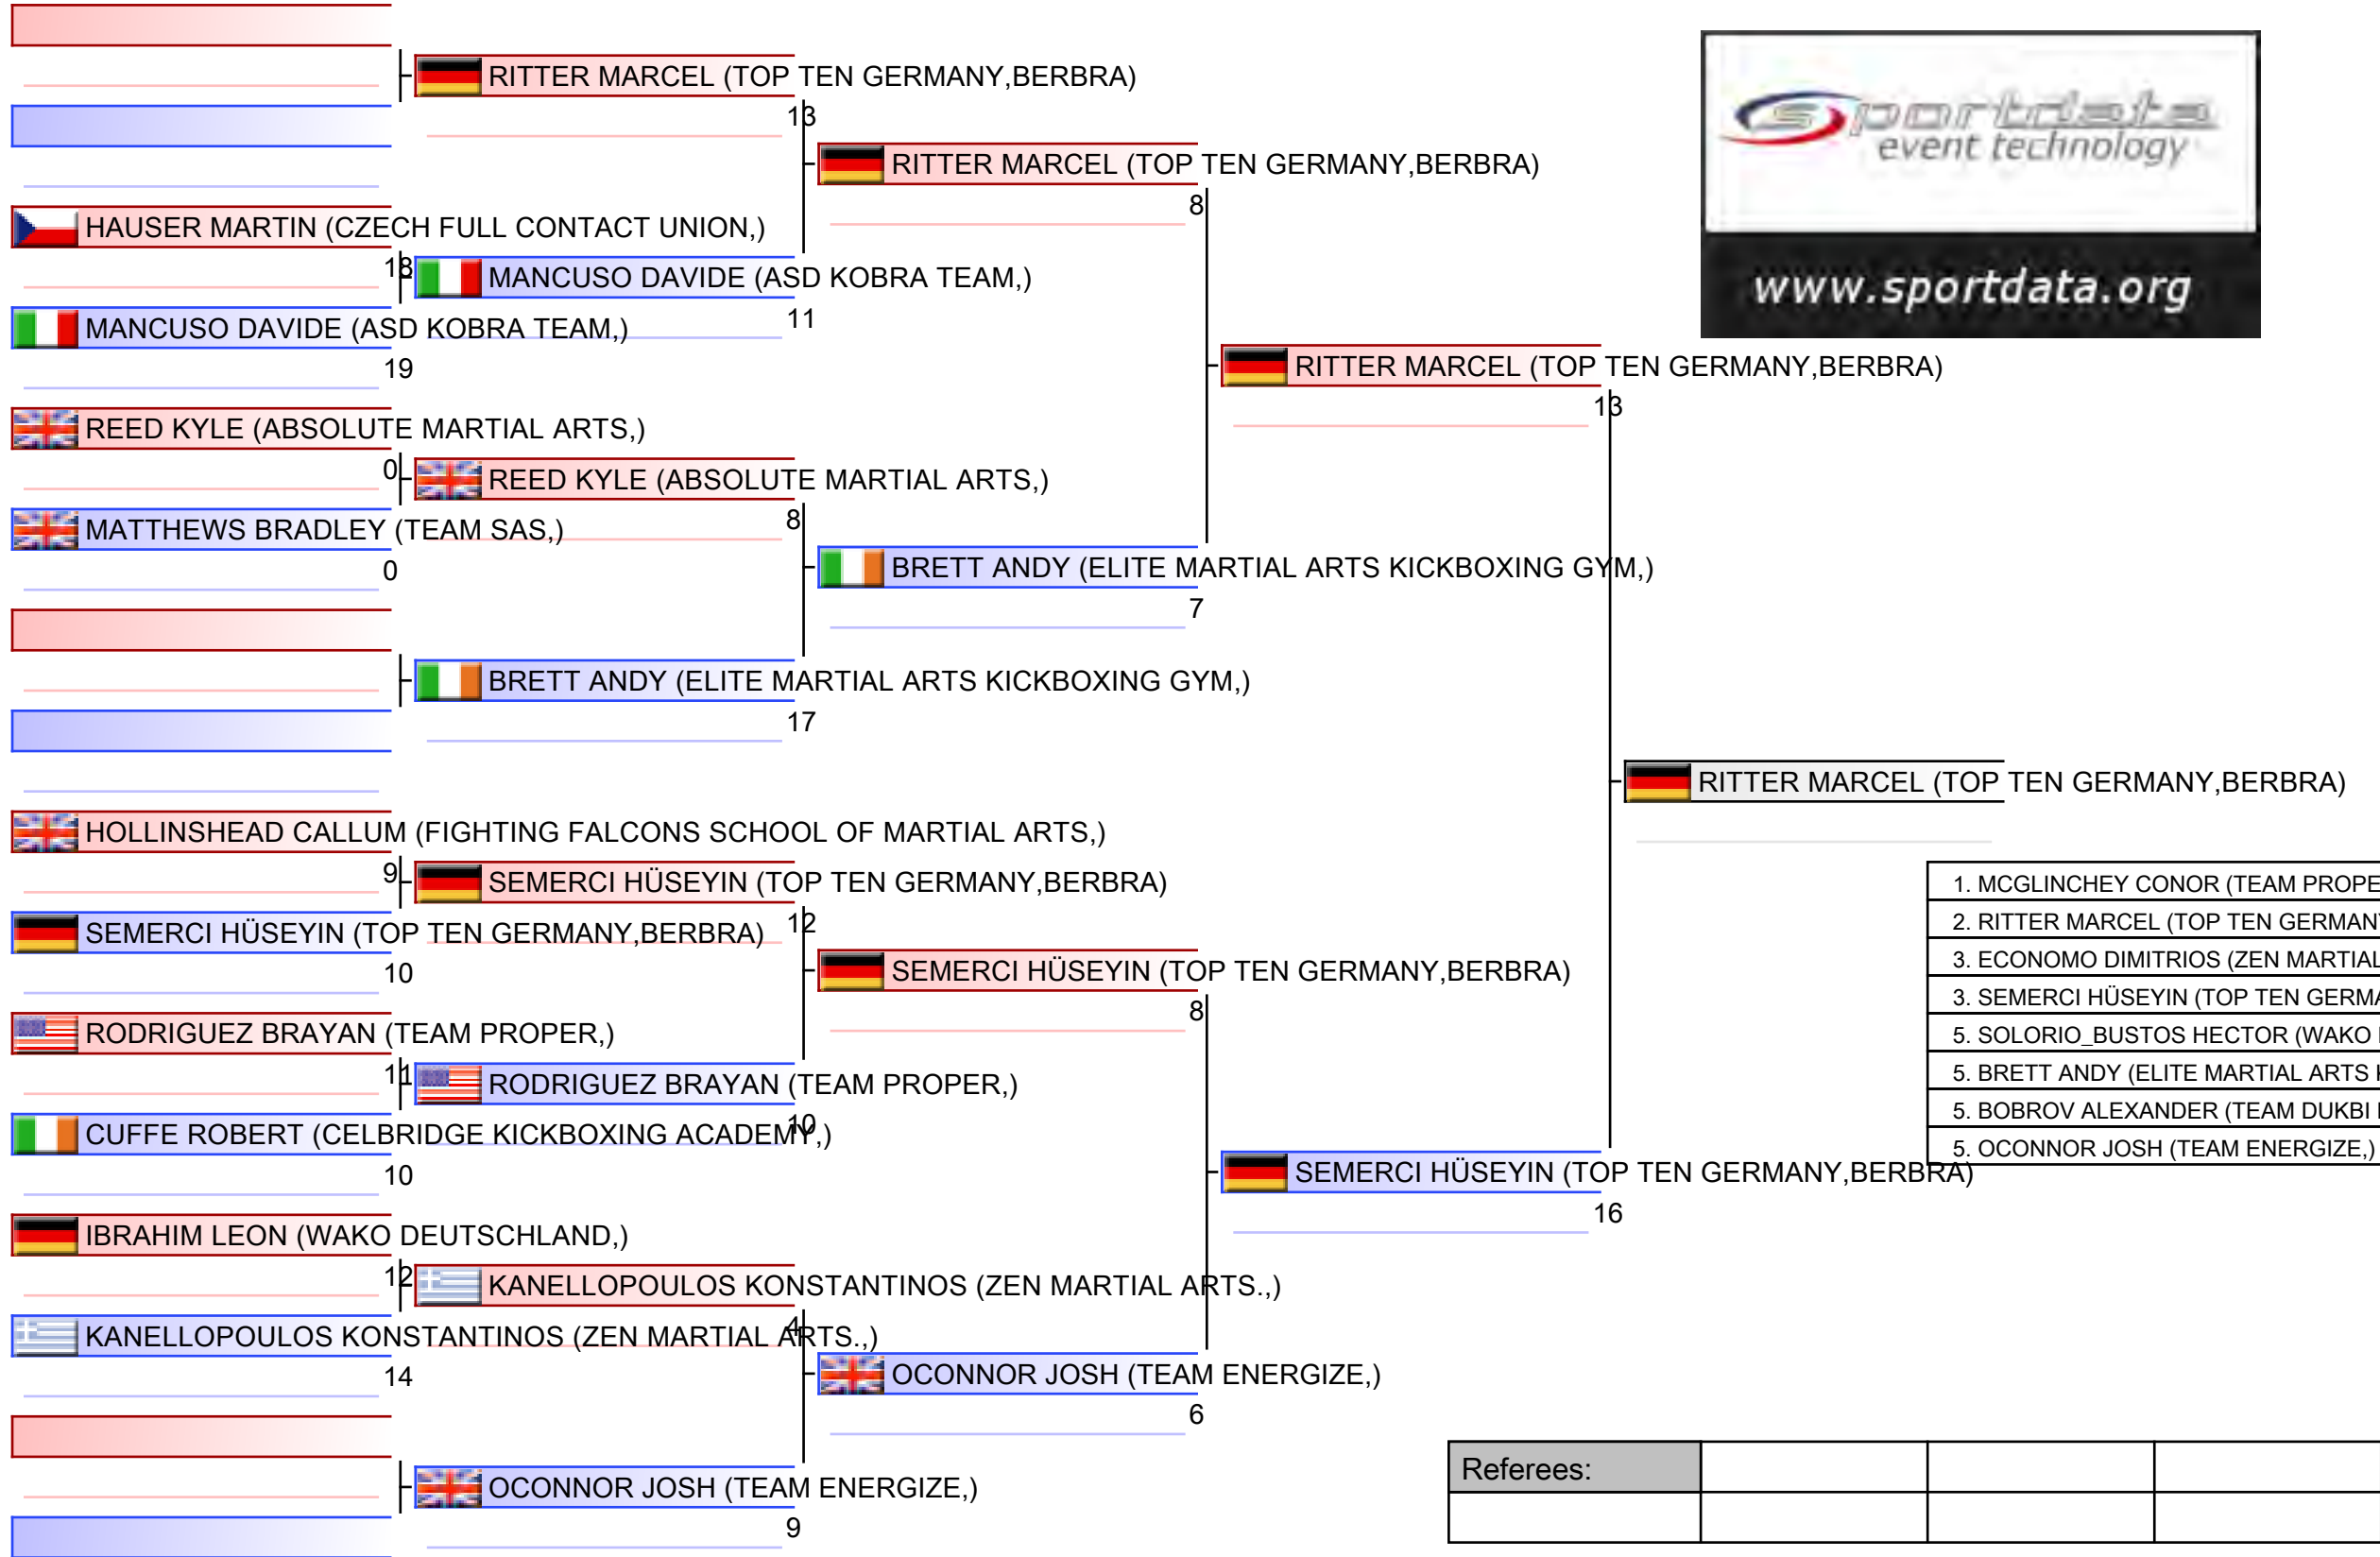 RITTER MARCEL (TOP TEN GERMANY,BERBRA)
13
RITTER MARCEL (TOP TEN GERMANY,BERBRA)
8
HAUSER MARTIN (CZECH FULL CONTACT UNION,)
18
MANCUSO DAVIDE (ASD KOBRA TEAM,)
11
MANCUSO DAVIDE (ASD KOBRA TEAM,)
19
RITTER MARCEL (TOP TEN GERMANY,BERBRA)
13
REED KYLE (ABSOLUTE MARTIAL ARTS,)
0
REED KYLE (ABSOLUTE MARTIAL ARTS,)
8
MATTHEWS BRADLEY (TEAM SAS,)
0
BRETT ANDY (ELITE MARTIAL ARTS KICKBOXING GYM,)
7
BRETT ANDY (ELITE MARTIAL ARTS KICKBOXING GYM,)
17
RITTER MARCEL (TOP TEN GERMANY,BERBRA)
HOLLINSHEAD CALLUM (FIGHTING FALCONS SCHOOL OF MARTIAL ARTS,)
9
SEMERCI HÜSEYIN (TOP TEN GERMANY,BERBRA)
12
SEMERCI HÜSEYIN (TOP TEN GERMANY,BERBRA)
10
SEMERCI HÜSEYIN (TOP TEN GERMANY,BERBRA)
8
RODRIGUEZ BRAYAN (TEAM PROPER,)
11
RODRIGUEZ BRAYAN (TEAM PROPER,)
10
CUFFE ROBERT (CELBRIDGE KICKBOXING ACADEMY,)
10
SEMERCI HÜSEYIN (TOP TEN GERMANY,BERBRA)
16
IBRAHIM LEON (WAKO DEUTSCHLAND,)
12
KANELLOPOULOS KONSTANTINOS (ZEN MARTIAL ARTS.,)
4
KANELLOPOULOS KONSTANTINOS (ZEN MARTIAL ARTS.,)
14
OCONNOR JOSH (TEAM ENERGIZE,)
6
OCONNOR JOSH (TEAM ENERGIZE,)
9
sportdata
event technology
www.sportdata.org
1. MCGLINCHEY CONOR (TEAM PROPE
2. RITTER MARCEL (TOP TEN GERMAN
3. ECONOMO DIMITRIOS (ZEN MARTIAL
3. SEMERCI HÜSEYIN (TOP TEN GERMA
5. SOLORIO_BUSTOS HECTOR (WAKO
5. BRETT ANDY (ELITE MARTIAL ARTS
5. BOBROV ALEXANDER (TEAM DUKBI
5. OCONNOR JOSH (TEAM ENERGIZE,)
Referees: